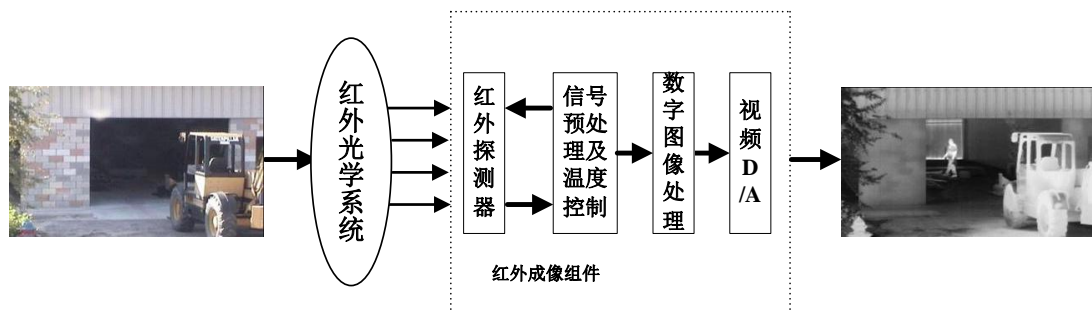 红外光学系统
红外探测器
信号
预处
理及
温度
控制
数字图像处理
视频
D
/A
红外成像组件